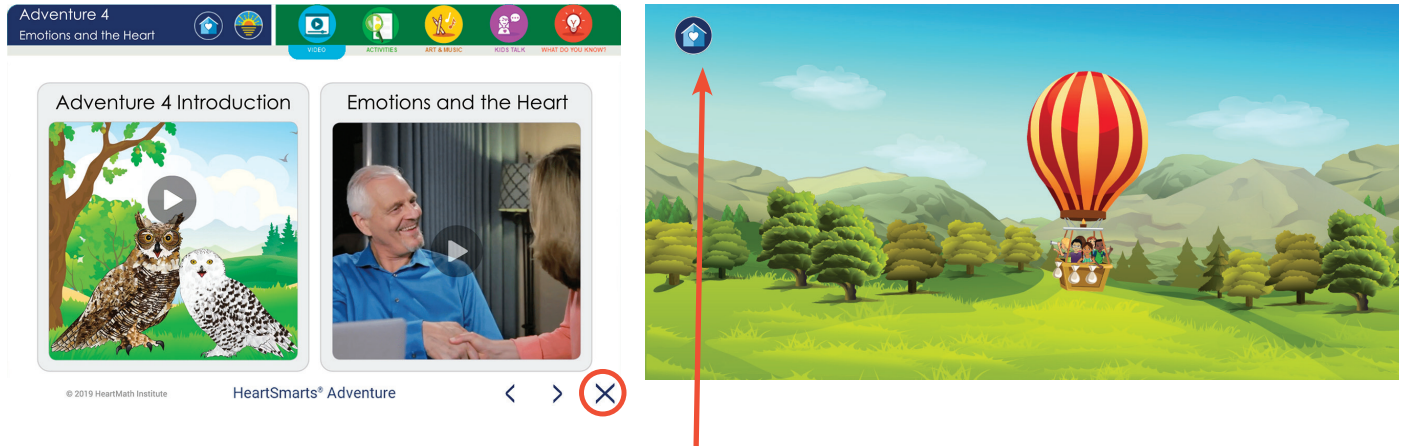 Adventure 4
Emotions and the Heart
VIDEO
ACTIVITIES
ART & MUSIC
KIDS TALK
WHAT DO YOU KNOW?
Adventure 4 Introduction
Emotions and the Heart
© 2019 HeartMath Institute
HeartSmarts® Adventure